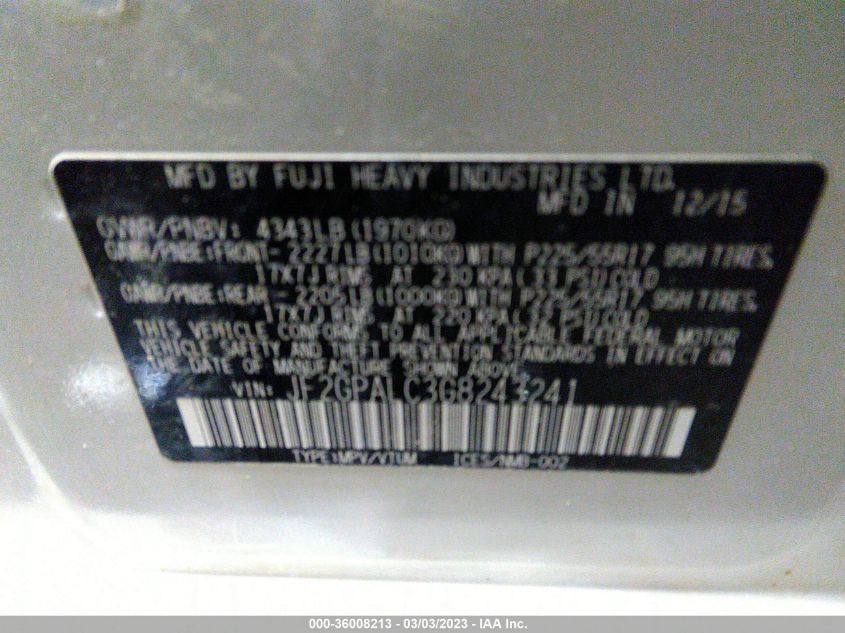 MFD BY FUJI HEAVY INDUSTRIES LTD.
MFD IN 12/15
GVWR/PNBV: 4343LB(1970KG)
GAWR/PNBE:FRONT- 2227LB(1010KG)WITH P225/55R17 95H TIRES,
17X7J RIMS AT 230 KPA(33 PSI)COLD
GAWR/PNBE:REAR - 2205LB(1000KG)WITH P225/55R17 95H TIRES,
17X7J RIMS AT 220 KPA(33 PSI)COLD
THIS VEHICLE CONFORMS TO ALL APPLICABLE FEDERAL MOTOR
VEHICLE SAFETY AND THEFT PREVENTION STANDARDS IN EFFECT ON
THE DATE OF MANUFACTURE SHOWN ABOVE.
VIN: JF2GPALC3G8243241
TYPE:MPV/VTUM ICES/NMB-002
000-36008213 - 03/03/2023 - IAA Inc.